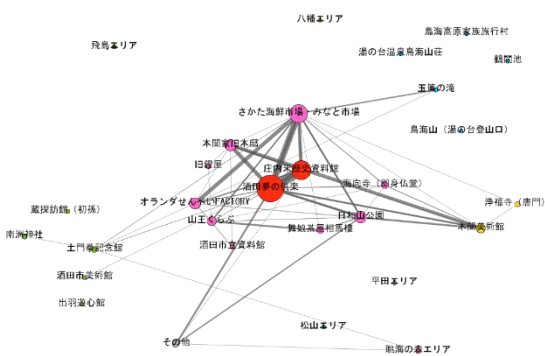 八幡エリア
鳥海高原家族旅行村
飛島エリア
湯の台温泉鳥海山荘
鶴間池
玉簾の滝
さかた海鮮市場・みなと市場
鳥海山（湯の台登山口）
本間家旧本邸
旧鐙屋
庄内米歴史資料館
海向寺（即身仏堂）
酒田夢の倶楽
オランダせんべいFACTORY
浄福寺（唐門）
蔵探訪館（初孫）
山王くらぶ
日和山公園
舞娘茶屋相馬樓
本間美術館
南洲神社
土門拳記念館
酒田市立資料館
酒田市美術館
平田エリア
出羽遊心館
松山エリア
その他
眺海の森エリア